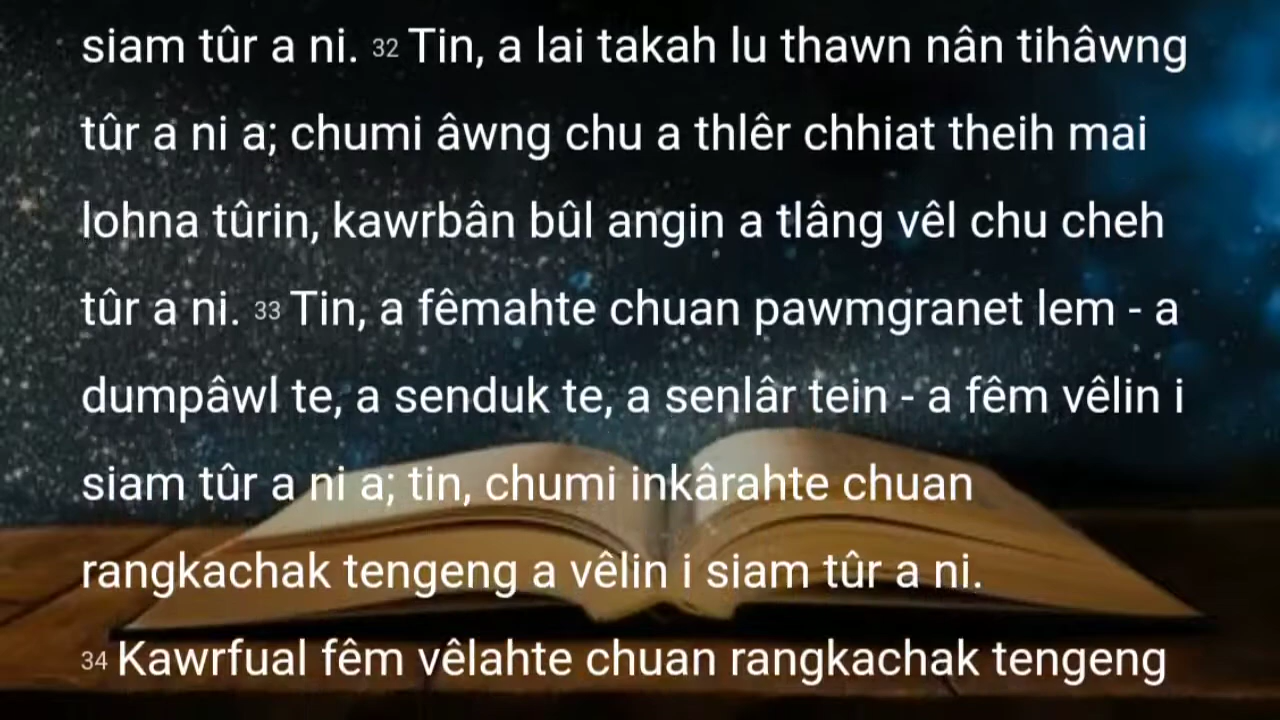 siam tûr a ni. 32 Tin, a lai takah lu thawn nân tihâwng
tûr a ni a; chumi âwng chu a thlêr chhiat theih mai
lohna tûrin, kawrbân bûl angin a tlâng vêl chu cheh
tûr a ni. 33 Tin, a fêmahte chuan pawmgranet lem - a
dumpâwl te, a senduk te, a senlâr tein - a fêm vêlin i
siam tûr a ni a; tin, chumi inkârahte chuan
rangkachak tengeng a vêlin i siam tûr a ni.
34 Kawrfual fêm vêlahte chuan rangkachak tengeng